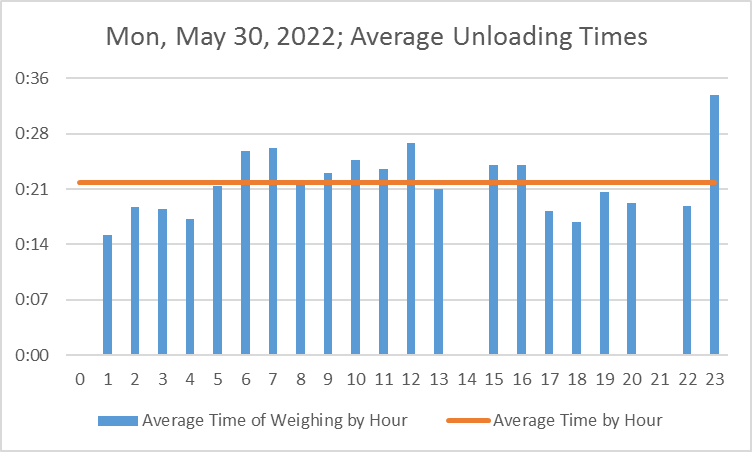 Mon, May 30, 2022; Average Unloading Times
0:36
0:28
0:21
0:14
0:07
0:00
0 1 2 3 4 5 6 7 8 9 10 11 12 13 14 15 16 17 18 19 20 21 22 23
Average Time of Weighing by Hour Average Time by Hour